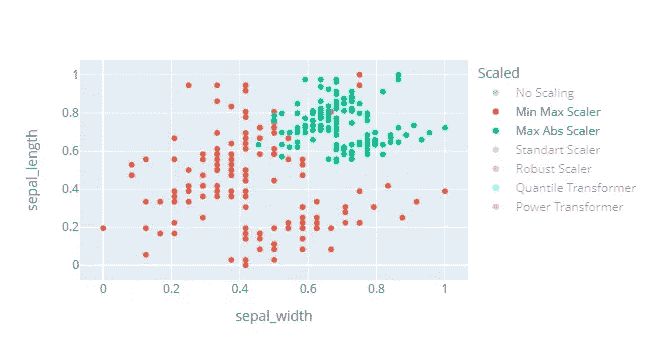 Scaled
No Scaling
Min Max Scaler
Max Abs Scaler
Standart Scaler
Robust Scaler
Quantile Transformer
Power Transformer
sepal_length
1
0.8
0.6
0.4
0.2
0
0 0.2 0.4 0.6 0.8 1
sepal_width